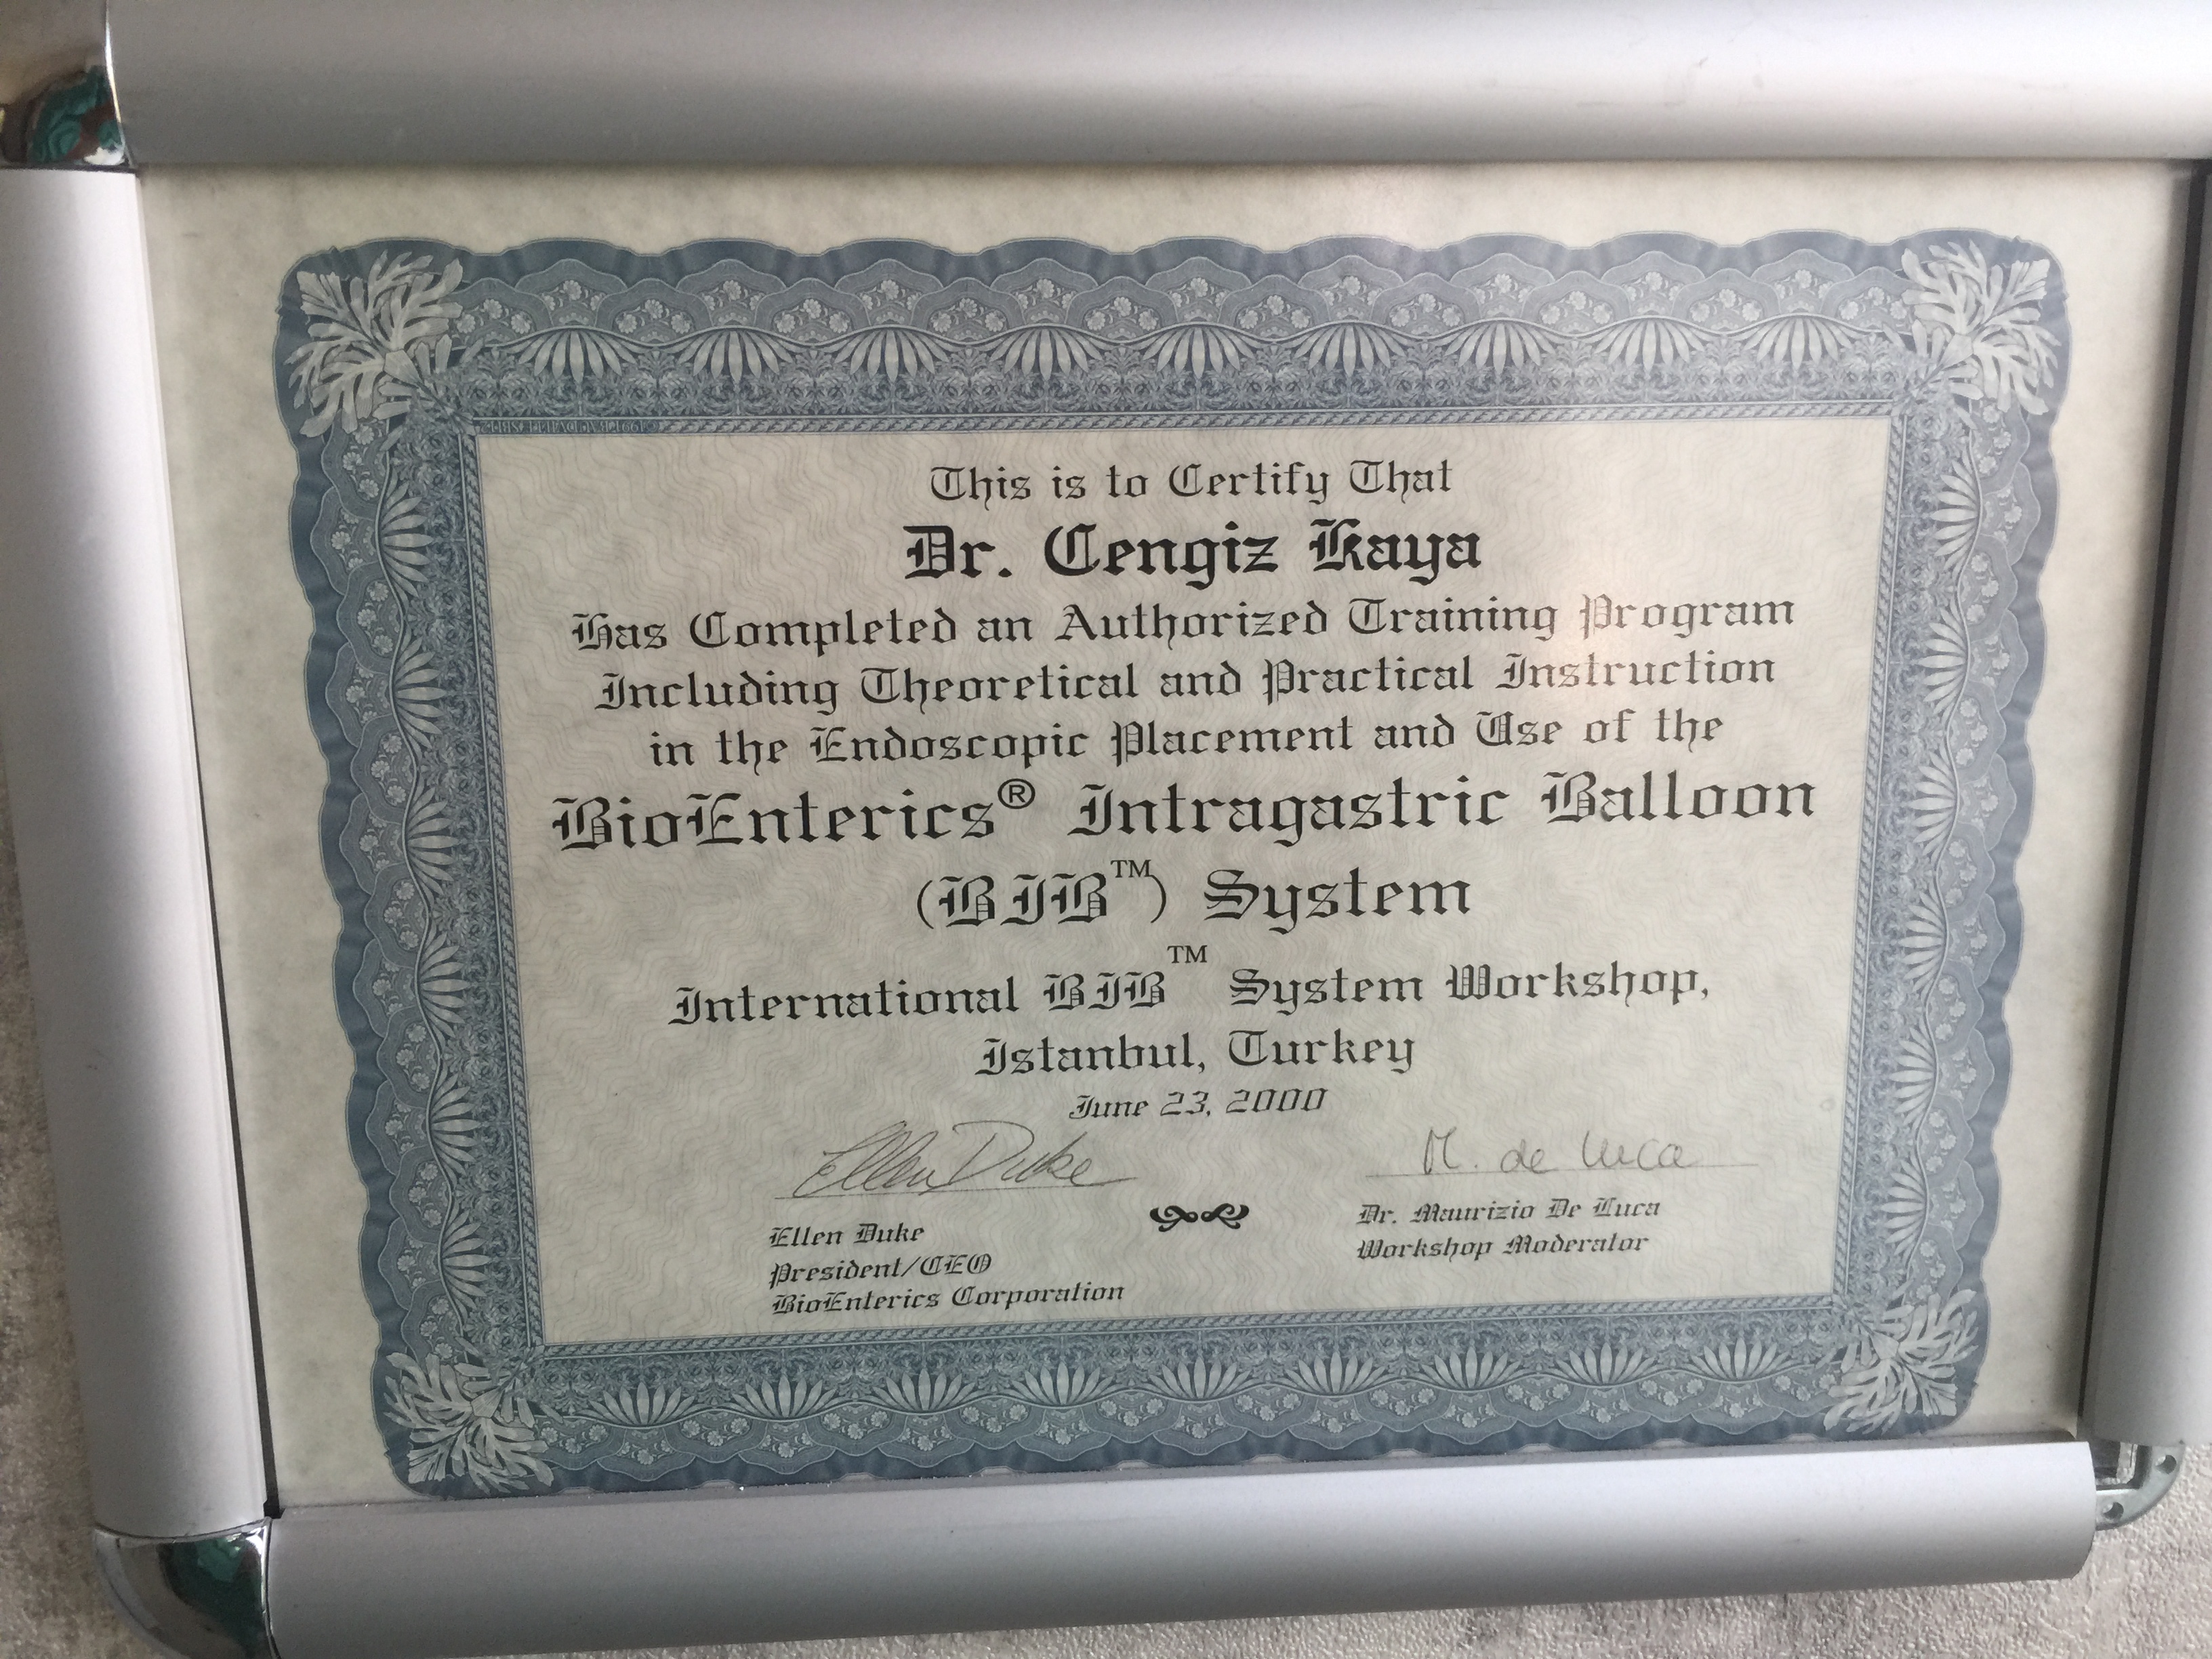 This is to Certify That
Dr. Cengiz Kaya
Has Completed an Authorized Training Program
Including Theoretical and Practical Instruction
in the Endoscopic Placement and Use of the
BioEnterics® Intragastric Balloon
(BIB™) System
International BIB™ System Workshop,
Istanbul, Turkey
June 23, 2000
Ellen Duke
Ellen Duke
President/CEO
BioEnterics Corporation
M. de Luca
Dr. Maurizio De Luca
Workshop Moderator